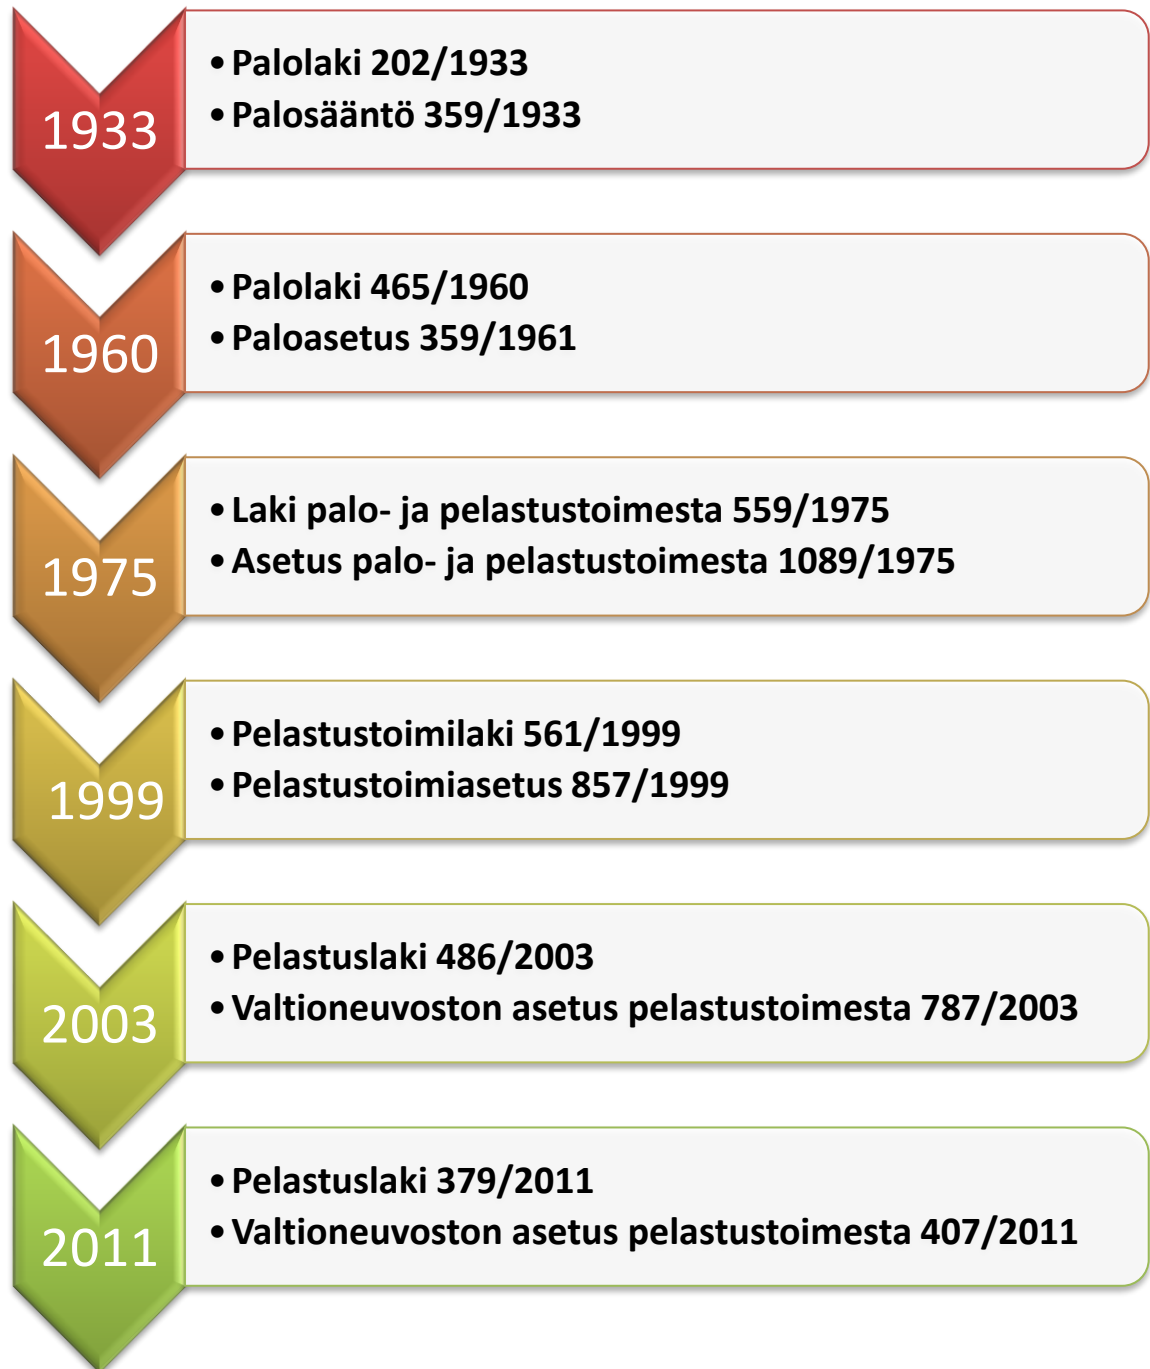 1933
• Palolaki 202/1933
• Palosääntö 359/1933
1960
• Palolaki 465/1960
• Paloasetus 359/1961
1975
• Laki palo- ja pelastustoimesta 559/1975
• Asetus palo- ja pelastustoimesta 1089/1975
1999
• Pelastustoimilaki 561/1999
• Pelastustoimiasetus 857/1999
2003
• Pelastuslaki 486/2003
• Valtioneuvoston asetus pelastustoimesta 787/2003
2011
• Pelastuslaki 379/2011
• Valtioneuvoston asetus pelastustoimesta 407/2011